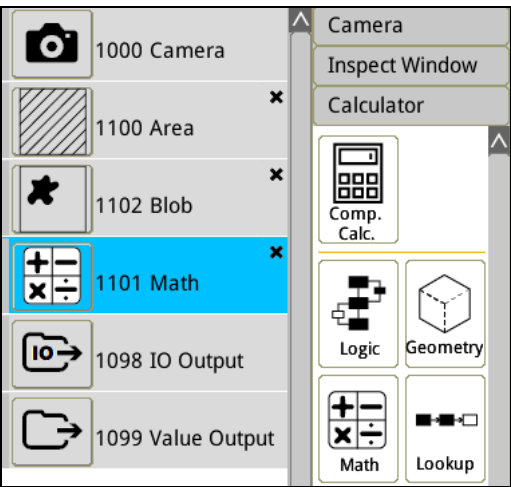 1000 Camera
1100 Area
1102 Blob
1101 Math
IO
1098 IO Output
1099 Value Output
Camera
Inspect Window
Calculator
Comp.
Calc.
Logic
Geometry
Math
Lookup